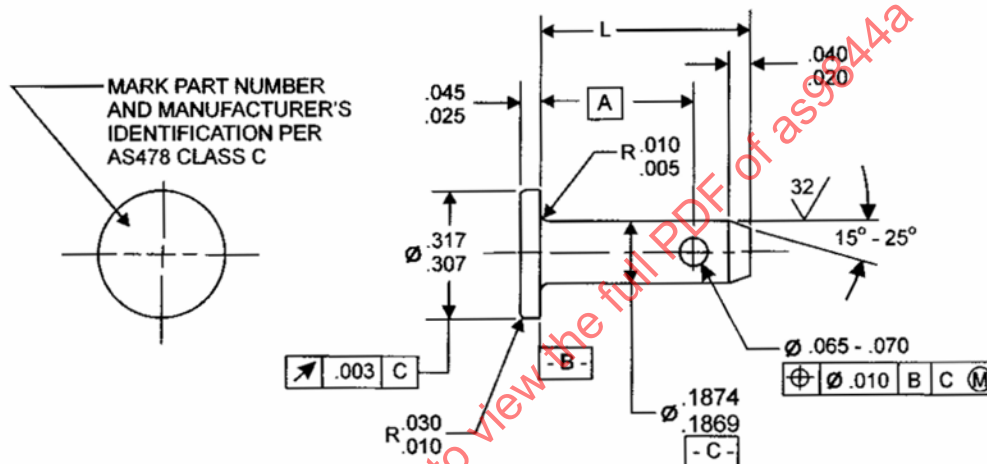 MARK PART NUMBER
AND MANUFACTURER'S
IDENTIFICATION PER
AS478 CLASS C
L
.040
.020
.045
.025
A
R .010
.005
32
15° - 25°
Ø .317
.307
Ø .065 - .070
⌖ Ø .010 B C Ⓜ
↗ .003 C
- B -
R .030
.010
Ø .1874
.1869
- C -
to view the full PDF of as9844a